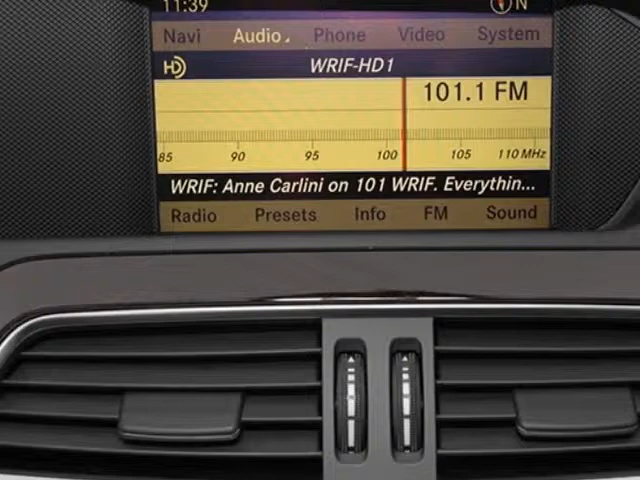 11:39 N
Navi Audio Phone Video System
HD WRIF-HD1
101.1 FM
85 90 95 100 105 110 MHz
WRIF: Anne Carlini on 101 WRIF. Everythin...
Radio Presets Info FM Sound